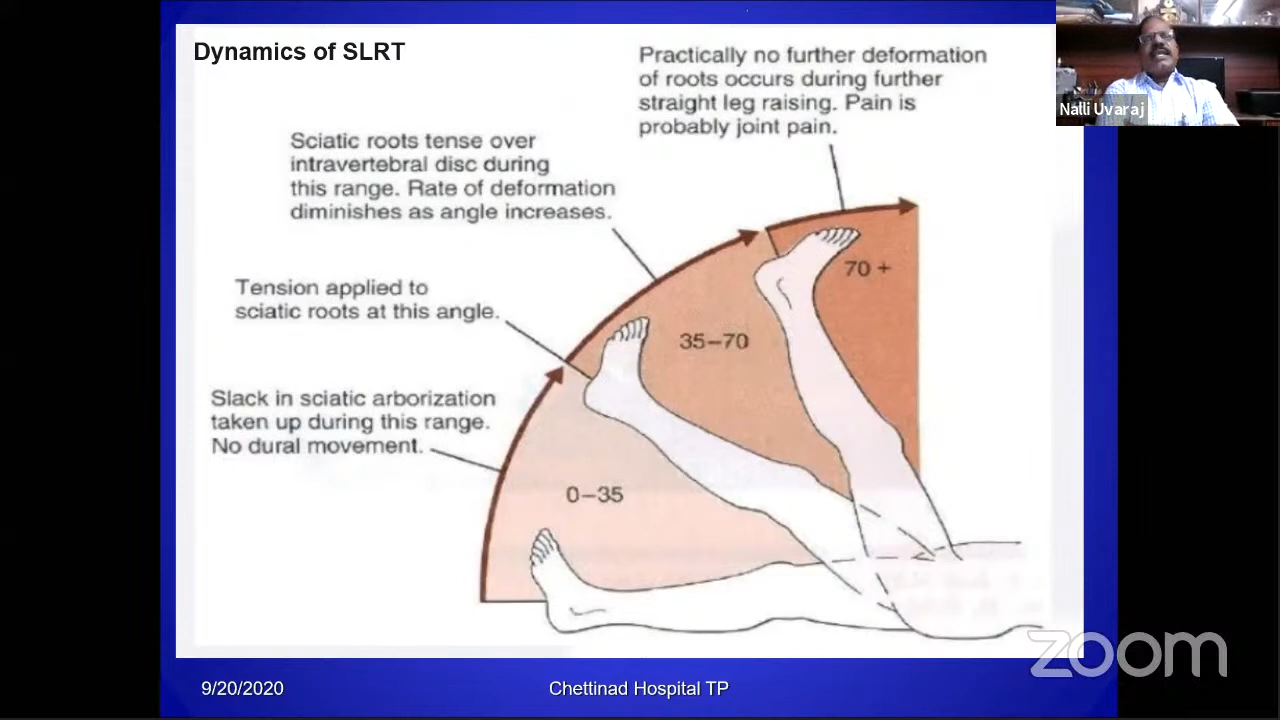 Dynamics of SLRT
Practically no further deformation
of roots occurs during further
straight leg raising. Pain is
probably joint pain.
Nalli Uvaraj
Sciatic roots tense over
intravertebral disc during
this range. Rate of deformation
diminishes as angle increases.
70 +
Tension applied to
sciatic roots at this angle.
35–70
Slack in sciatic arborization
taken up during this range.
No dural movement.
0–35
zoom
9/20/2020
Chettinad Hospital TP